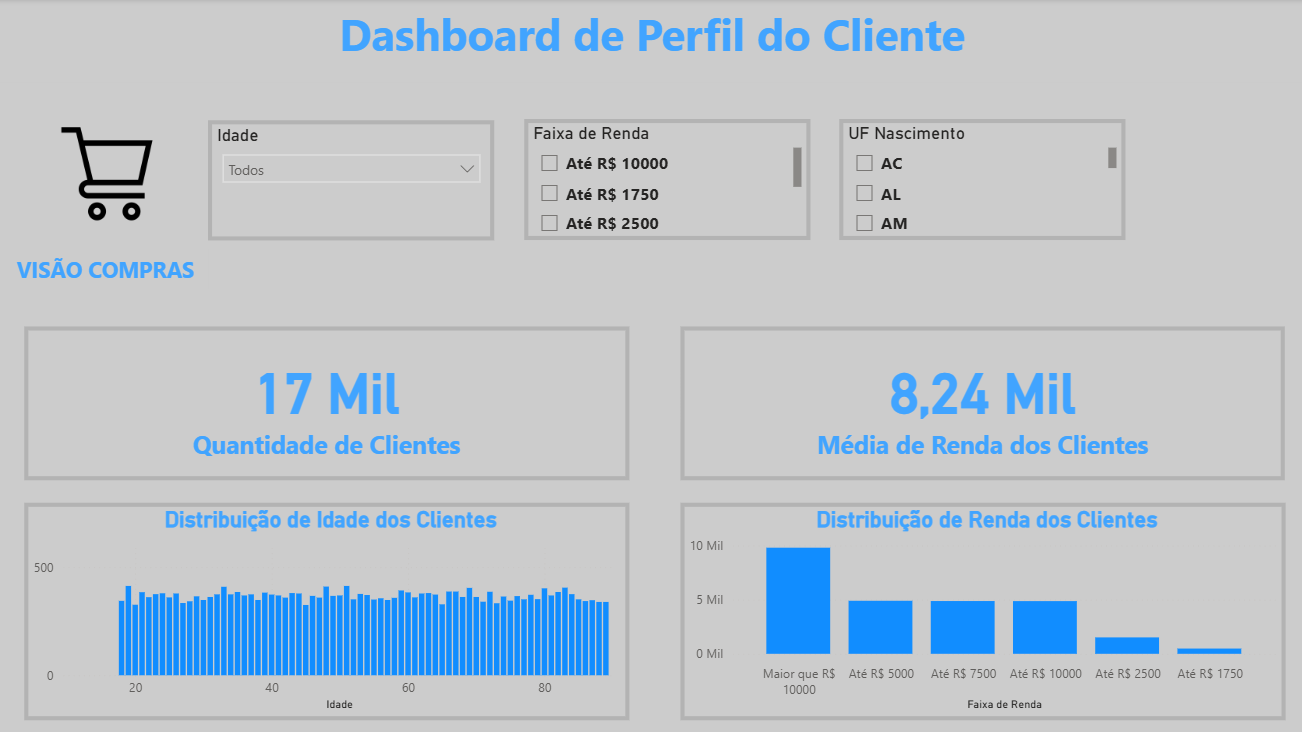 Dashboard de Perfil do Cliente
Idade
Todos
Faixa de Renda
Até R$ 10000
Até R$ 1750
Até R$ 2500
UF Nascimento
AC
AL
AM
VISÃO COMPRAS
17 Mil
Quantidade de Clientes
8,24 Mil
Média de Renda dos Clientes
Distribuição de Idade dos Clientes
500
0
20 40 60 80
Idade
Distribuição de Renda dos Clientes
10 Mil
5 Mil
0 Mil
Maior que R$ 
10000
Até R$ 5000
Até R$ 7500
Até R$ 10000
Até R$ 2500
Até R$ 1750
Faixa de Renda